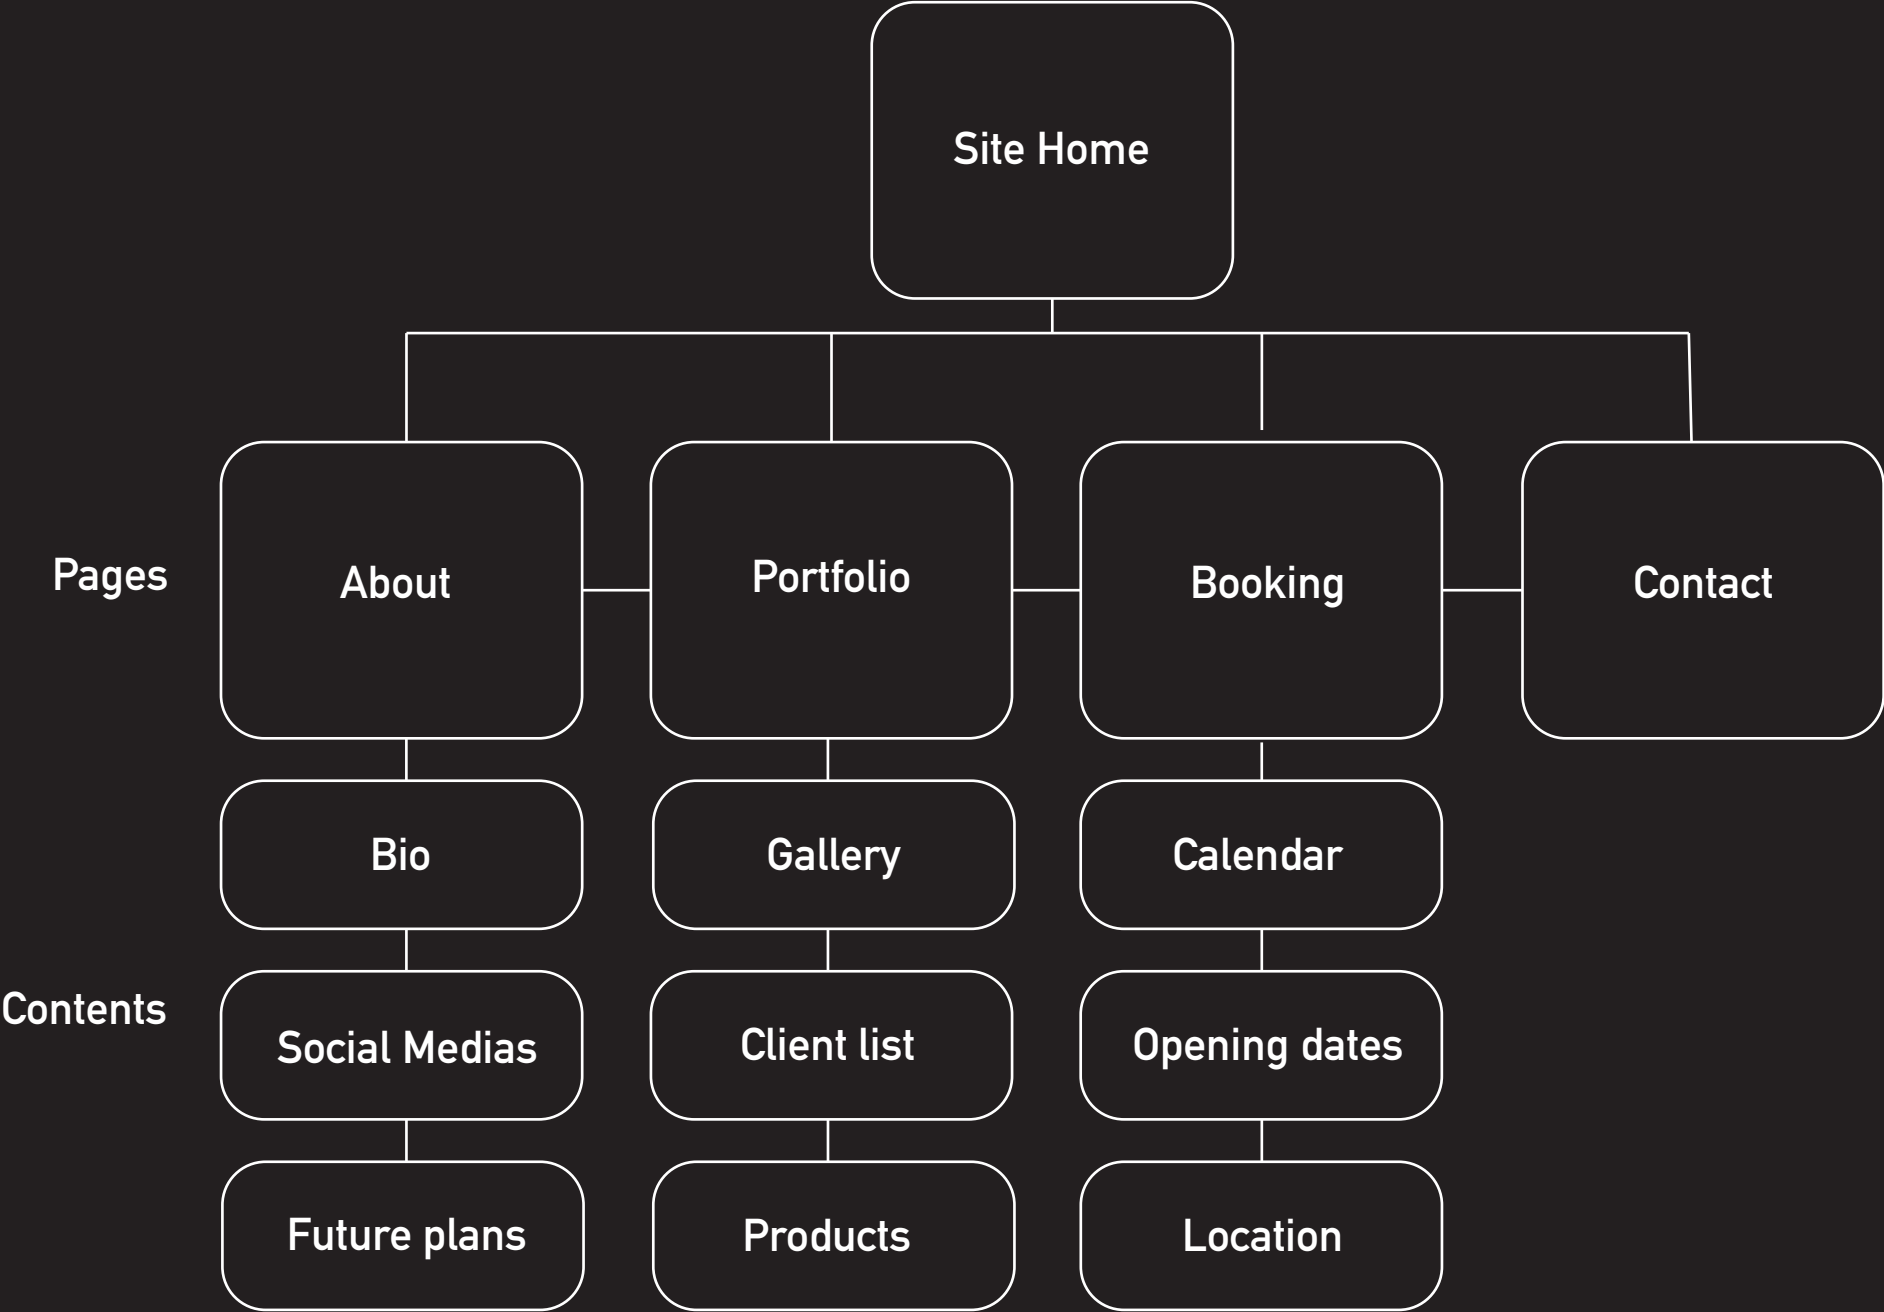 Site Home
Pages
About
Portfolio
Booking
Contact
Bio
Gallery
Calendar
Contents
Social Medias
Client list
Opening dates
Future plans
Products
Location